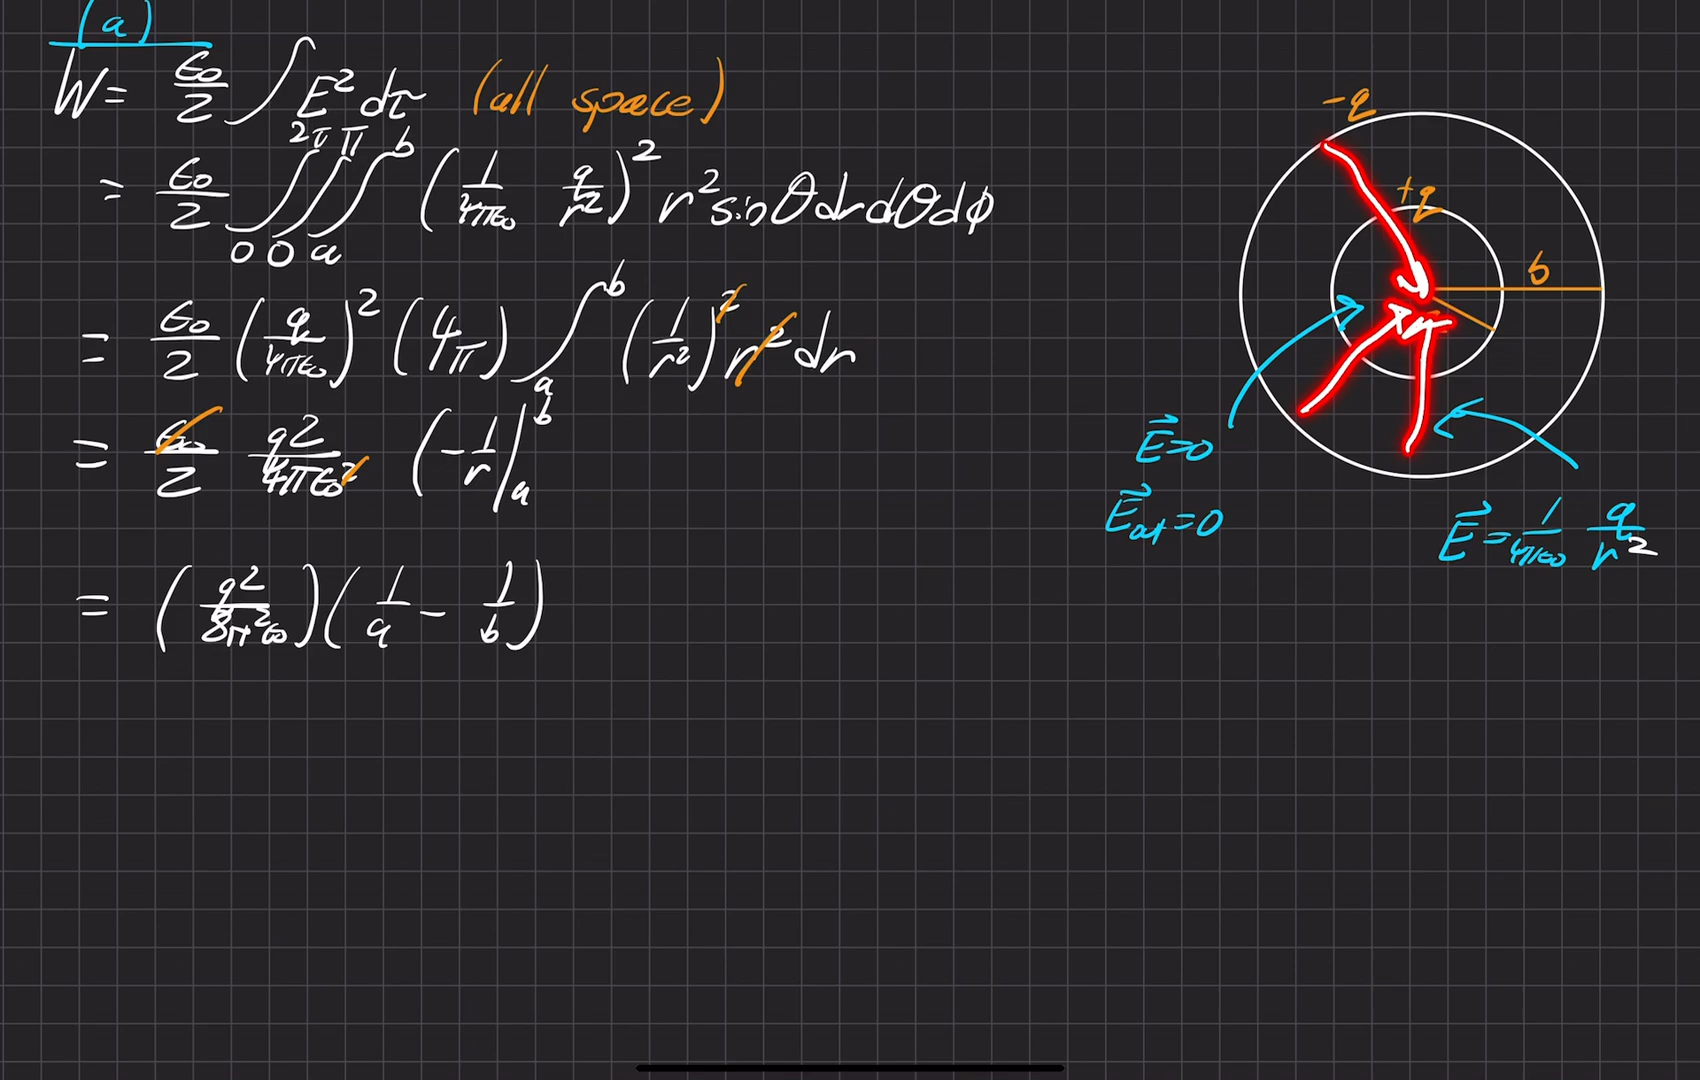 (a)
W = ε₀/2 ∫ E² dτ (all space)
= ε₀/2 ∫₀^2π ∫₀^π ∫ₐ^b (1/4πε₀ q/r²)² r² sinθ dr dθ dϕ
= ε₀/2 (q/4πε₀)² (4π) ∫ₐ^b (1/r²)² r² dr
= ε₀/2 q2/4πε₀² (-1/r |ₐ^b
= (q2/8π²ε₀)(1/a - 1/b)
-q
+q
b
E⃗=0
E⃗out=0
E⃗ = 1/4πε₀ q/r²